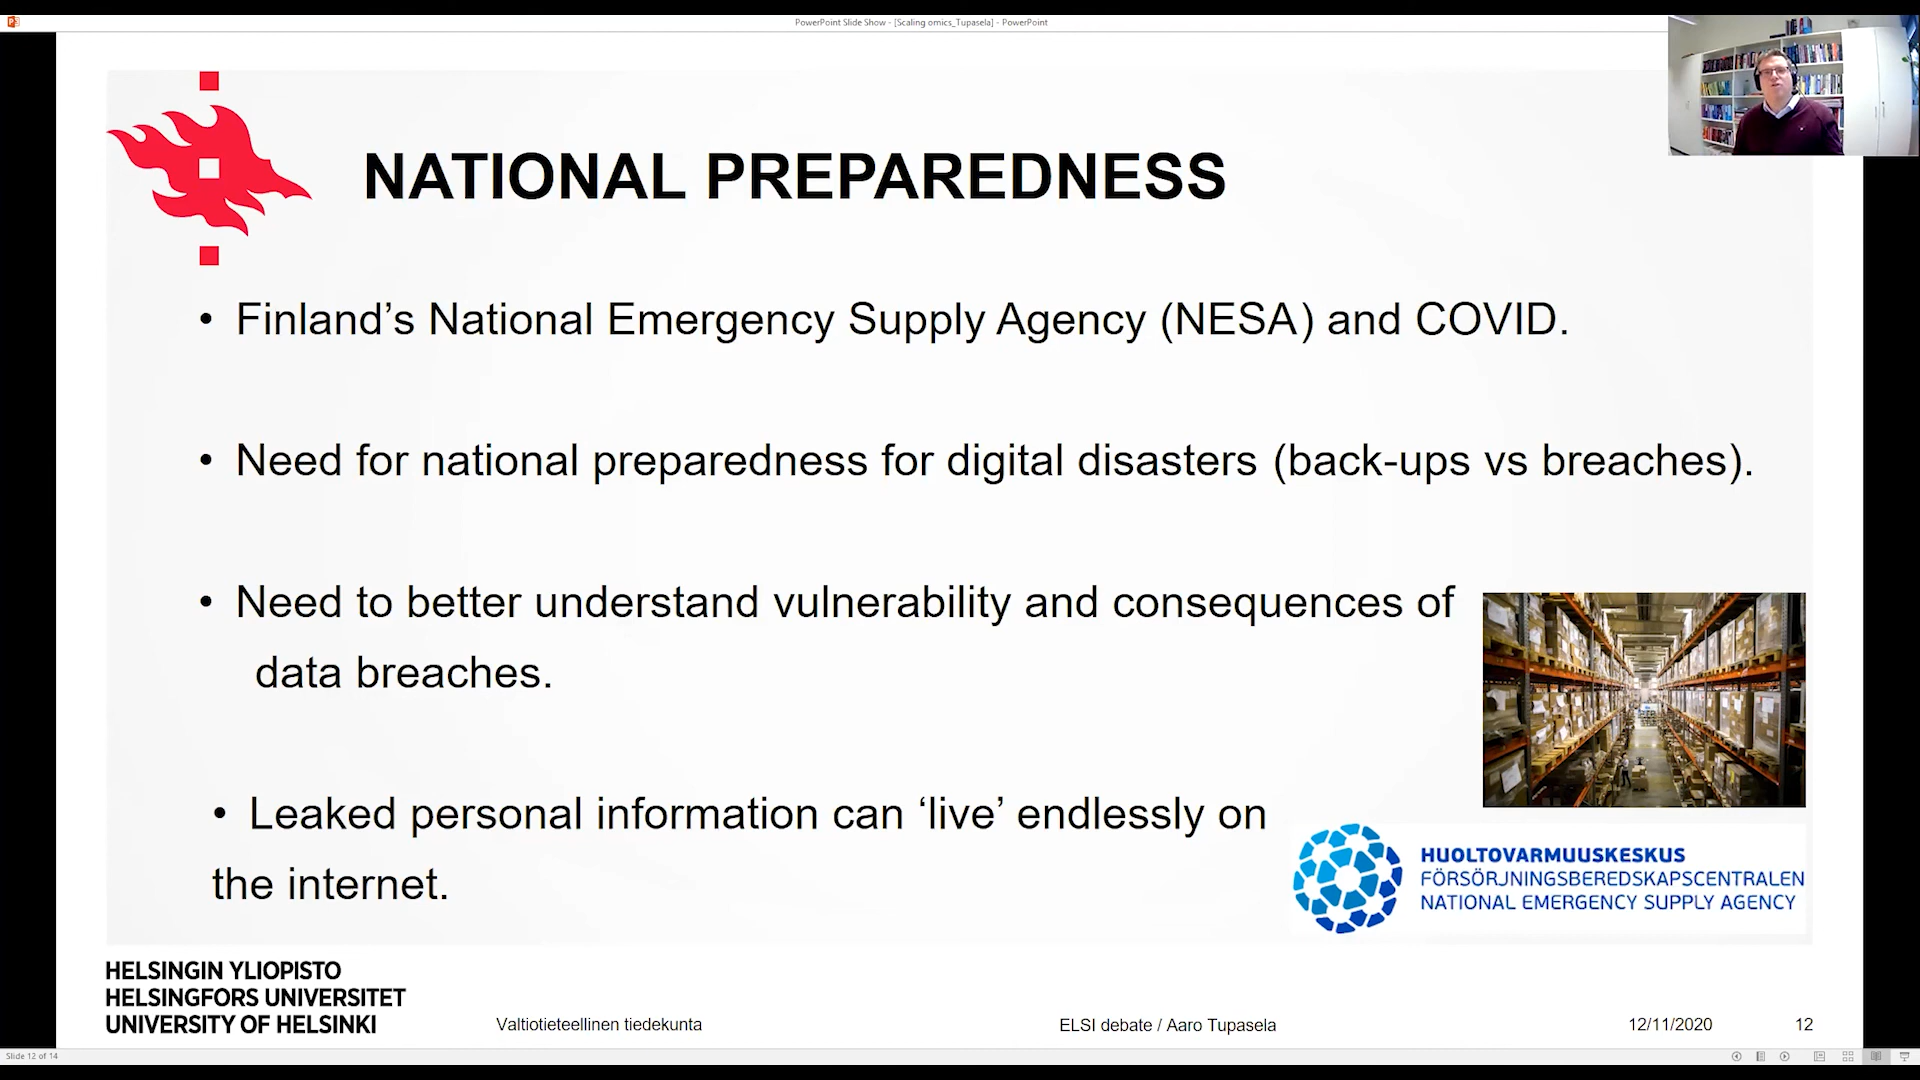 PowerPoint Slide Show - [Scaling omics_Tupasela] - PowerPoint
NATIONAL PREPAREDNESS
• Finland’s National Emergency Supply Agency (NESA) and COVID.
• Need for national preparedness for digital disasters (back-ups vs breaches).
• Need to better understand vulnerability and consequences of
data breaches.
• Leaked personal information can ‘live’ endlessly on
the internet.
HUOLTOVARMUUSKESKUS
FÖRSÖRJNINGSBEREDSKAPSCENTRALEN
NATIONAL EMERGENCY SUPPLY AGENCY
HELSINGIN YLIOPISTO
HELSINGFORS UNIVERSITET
UNIVERSITY OF HELSINKI
Valtiotieteellinen tiedekunta
ELSI debate / Aaro Tupasela
12/11/2020
12
Slide 12 of 14